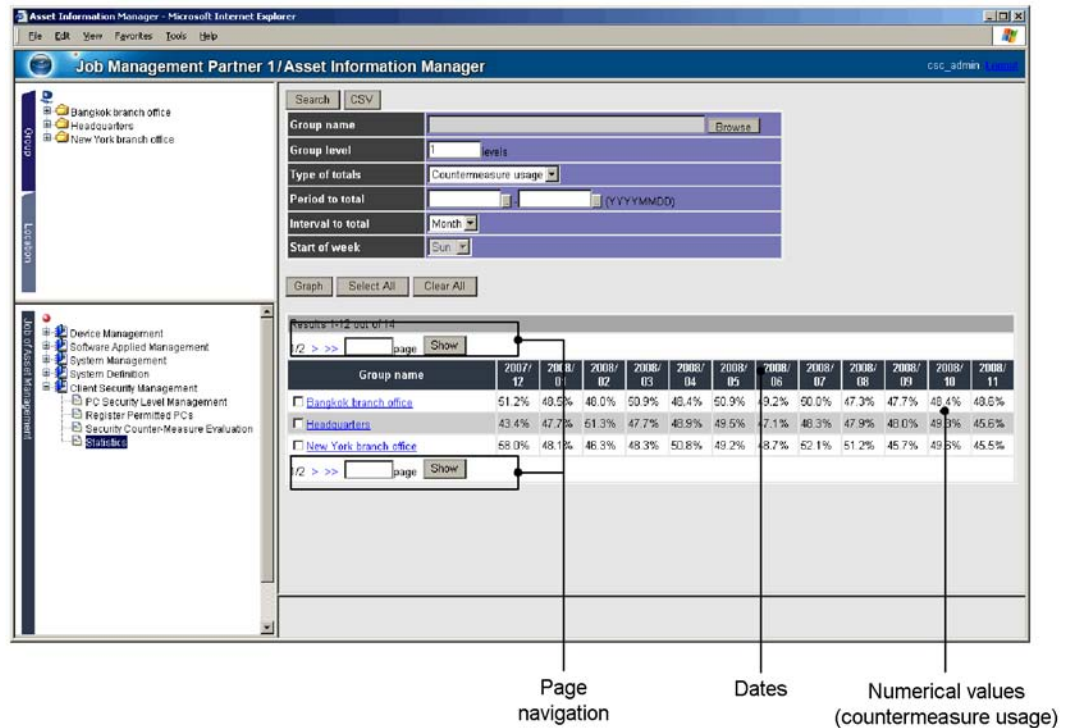 Asset Information Manager - Microsoft Internet Explorer
File Edit View Favorites Tools Help
Job Management Partner 1/Asset Information Manager
csc_admin Logout
Group
Location
Bangkok branch office
Headquarters
New York branch office
Search CSV
Group name Browse
Group level 1 levels
Type of totals Countermeasure usage
Period to total - (YYYYMMDD)
Interval to total Month
Start of week Sun
Graph Select All Clear All
Job of Asset Management
Device Management
Software Applied Management
System Management
System Definition
Client Security Management
PC Security Level Management
Register Permitted PCs
Security Counter-Measure Evaluation
Statistics
Results 1-12 out of 14
1/2 > >> page Show
Group name 2007/12 2008/01 2008/02 2008/03 2008/04 2008/05 2008/06 2008/07 2008/08 2008/09 2008/10 2008/11
Bangkok branch office 51.2% 48.5% 48.0% 50.9% 48.4% 50.9% 49.2% 50.0% 47.3% 47.7% 48.4% 48.6%
Headquarters 43.4% 47.7% 51.3% 47.7% 48.9% 49.5% 47.1% 48.3% 47.9% 48.0% 45.6%
New York branch office 58.0% 48.1% 46.3% 48.3% 50.8% 49.2% 48.7% 52.1% 51.2% 45.7% 45.5%
1/2 > >> page Show
Page navigation
Dates
Numerical values
(countermeasure usage)